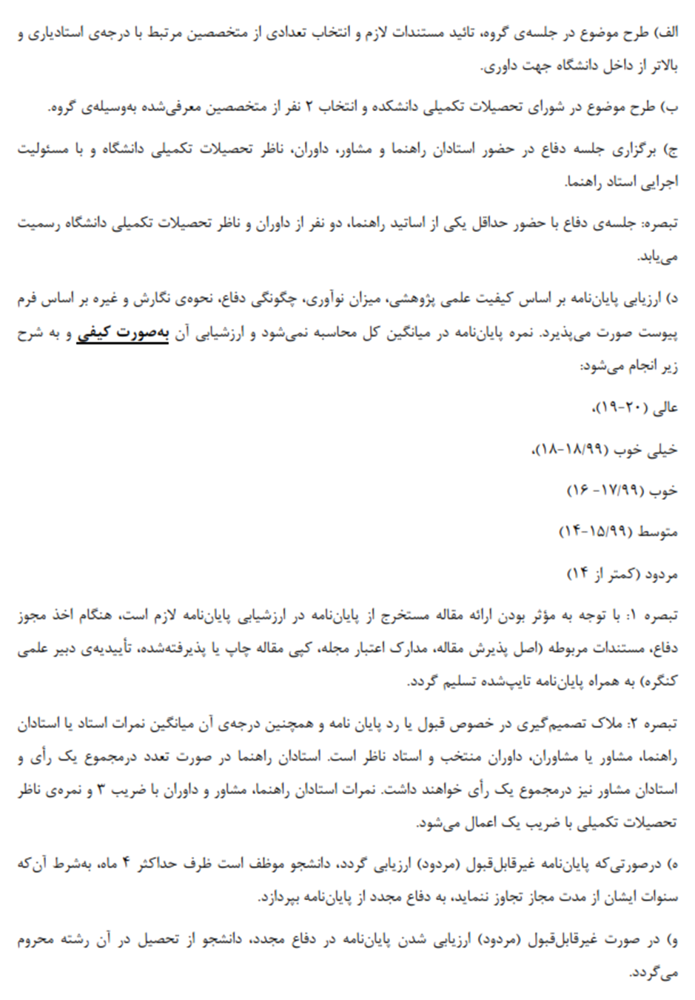 الف) طرح موضوع در جلسه‌ی گروه، تائید مستندات لازم و انتخاب تعدادی از متخصصین مرتبط با درجه‌ی استادیاری و
بالاتر از داخل دانشگاه جهت داوری.
ب) طرح موضوع در شورای تحصیلات تکمیلی دانشکده و انتخاب ۲ نفر از متخصصین معرفی‌شده به‌وسیله‌ی گروه.
ج) برگزاری جلسه دفاع در حضور استادان راهنما و مشاور، داوران، ناظر تحصیلات تکمیلی دانشگاه و با مسئولیت
اجرایی استاد راهنما.
تبصره: جلسه‌ی دفاع با حضور حداقل یکی از اساتید راهنما، دو نفر از داوران و ناظر تحصیلات تکمیلی دانشگاه رسمیت
می‌یابد.
د) ارزیابی پایان‌نامه بر اساس کیفیت علمی پژوهشی، میزان نوآوری، چگونگی دفاع، نحوه‌ی نگارش و غیره بر اساس فرم
پیوست صورت می‌پذیرد. نمره پایان‌نامه در میانگین کل محاسبه نمی‌شود و ارزشیابی آن به‌صورت کیفی و به شرح
زیر انجام می‌شود:
عالی (۲۰-۱۹)،
خیلی خوب (۱۸/۹۹-۱۸)،
خوب (۱۷/۹۹- ۱۶)
متوسط (۱۵/۹۹-۱۴)
مردود (کمتر از ۱۴)
تبصره ۱: با توجه به مؤثر بودن ارائه مقاله مستخرج از پایان‌نامه در ارزشیابی پایان‌نامه لازم است، هنگام اخذ مجوز
دفاع، مستندات مربوطه (اصل پذیرش مقاله، مدارک اعتبار مجله، کپی مقاله چاپ یا پذیرفته‌شده، تأییدیه‌ی دبیر علمی
کنگره) به همراه پایان‌نامه تایپ‌شده تسلیم گردد.
تبصره ۲: ملاک تصمیم‌گیری در خصوص قبول یا رد پایان نامه و همچنین درجه‌ی آن میانگین نمرات استاد یا استادان
راهنما، مشاور یا مشاوران، داوران منتخب و استاد ناظر است. استادان راهنما در صورت تعدد درمجموع یک رأی و
استادان مشاور نیز درمجموع یک رأی خواهند داشت. نمرات استادان راهنما، مشاور و داوران با ضریب ۳ و نمره‌ی ناظر
تحصیلات تکمیلی با ضریب یک اعمال می‌شود.
ه) درصورتی‌که پایان‌نامه غیرقابل‌قبول (مردود) ارزیابی گردد، دانشجو موظف است ظرف حداکثر ۴ ماه، به‌شرط آن‌که
سنوات ایشان از مدت مجاز تجاوز ننماید، به دفاع مجدد از پایان‌نامه بپردازد.
و) در صورت غیرقابل‌قبول (مردود) ارزیابی شدن پایان‌نامه در دفاع مجدد، دانشجو از تحصیل در آن رشته محروم
می‌گردد.